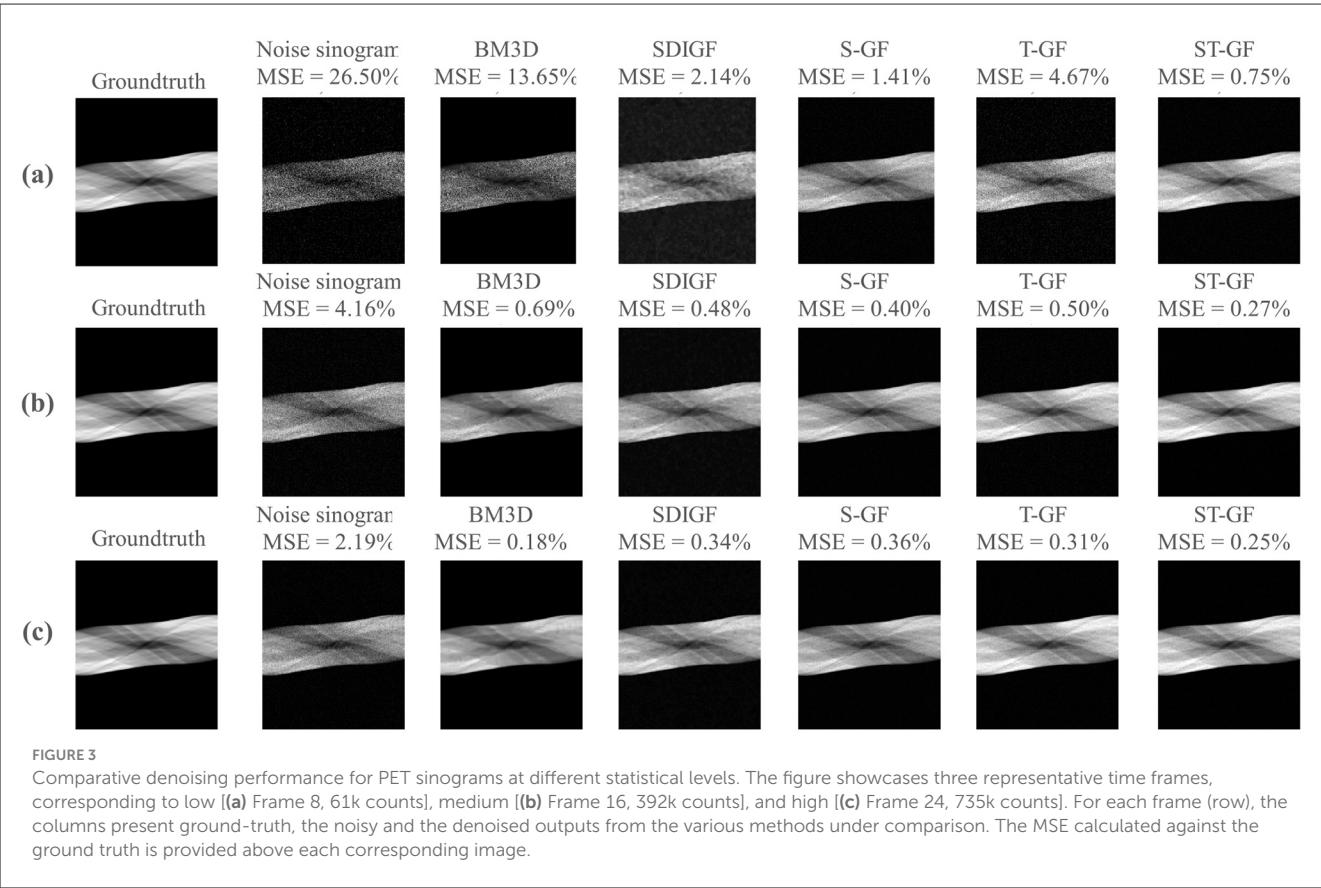 Groundtruth
Noise sinogram
MSE = 26.50%
BM3D
MSE = 13.65%
SDIGF
MSE = 2.14%
S-GF
MSE = 1.41%
T-GF
MSE = 4.67%
ST-GF
MSE = 0.75%
(a)
Groundtruth
Noise sinogram
MSE = 4.16%
BM3D
MSE = 0.69%
SDIGF
MSE = 0.48%
S-GF
MSE = 0.40%
T-GF
MSE = 0.50%
ST-GF
MSE = 0.27%
(b)
Groundtruth
Noise sinogram
MSE = 2.19%
BM3D
MSE = 0.18%
SDIGF
MSE = 0.34%
S-GF
MSE = 0.36%
T-GF
MSE = 0.31%
ST-GF
MSE = 0.25%
(c)
FIGURE 3
Comparative denoising performance for PET sinograms at different statistical levels. The figure showcases three representative time frames,
corresponding to low [(a) Frame 8, 61k counts], medium [(b) Frame 16, 392k counts], and high [(c) Frame 24, 735k counts]. For each frame (row), the
columns present ground-truth, the noisy and the denoised outputs from the various methods under comparison. The MSE calculated against the
ground truth is provided above each corresponding image.